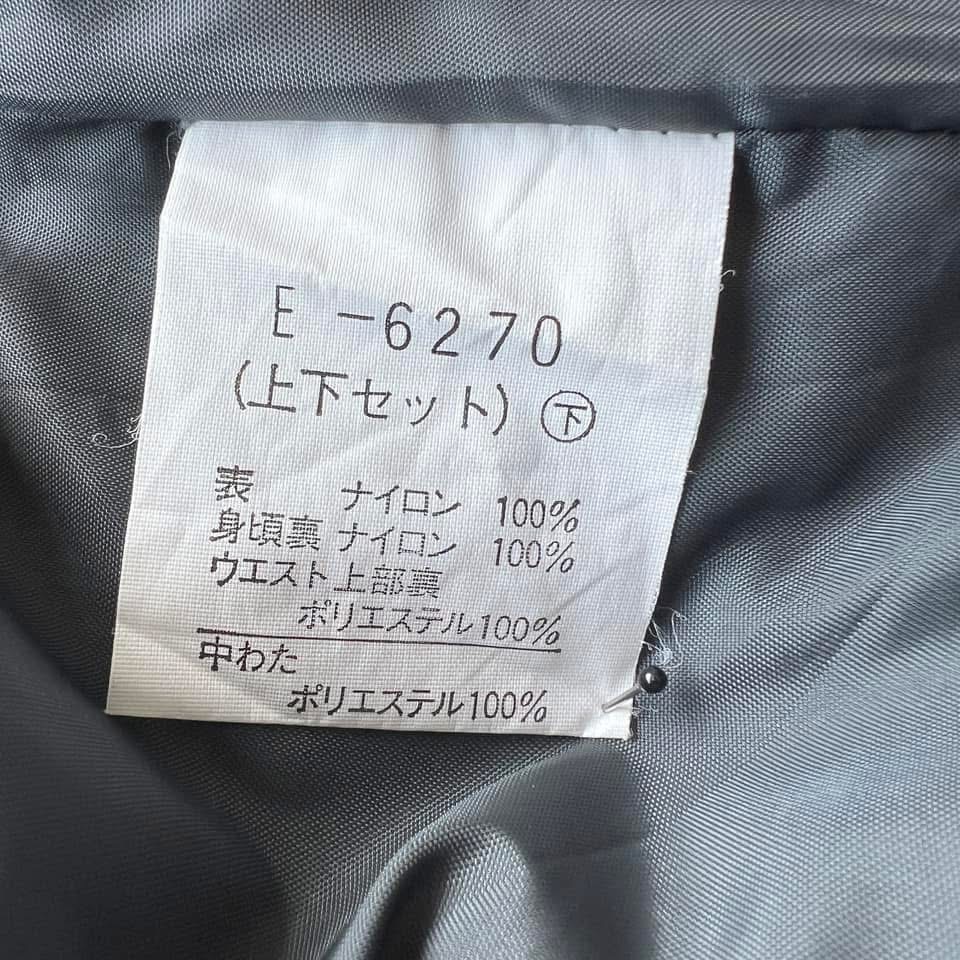 E-6270
(上下セット) ㊦
表 ナイロン 100%
身頃裏 ナイロン 100%
ウエスト上部裏
ポリエステル100%
中わた
ポリエステル100%